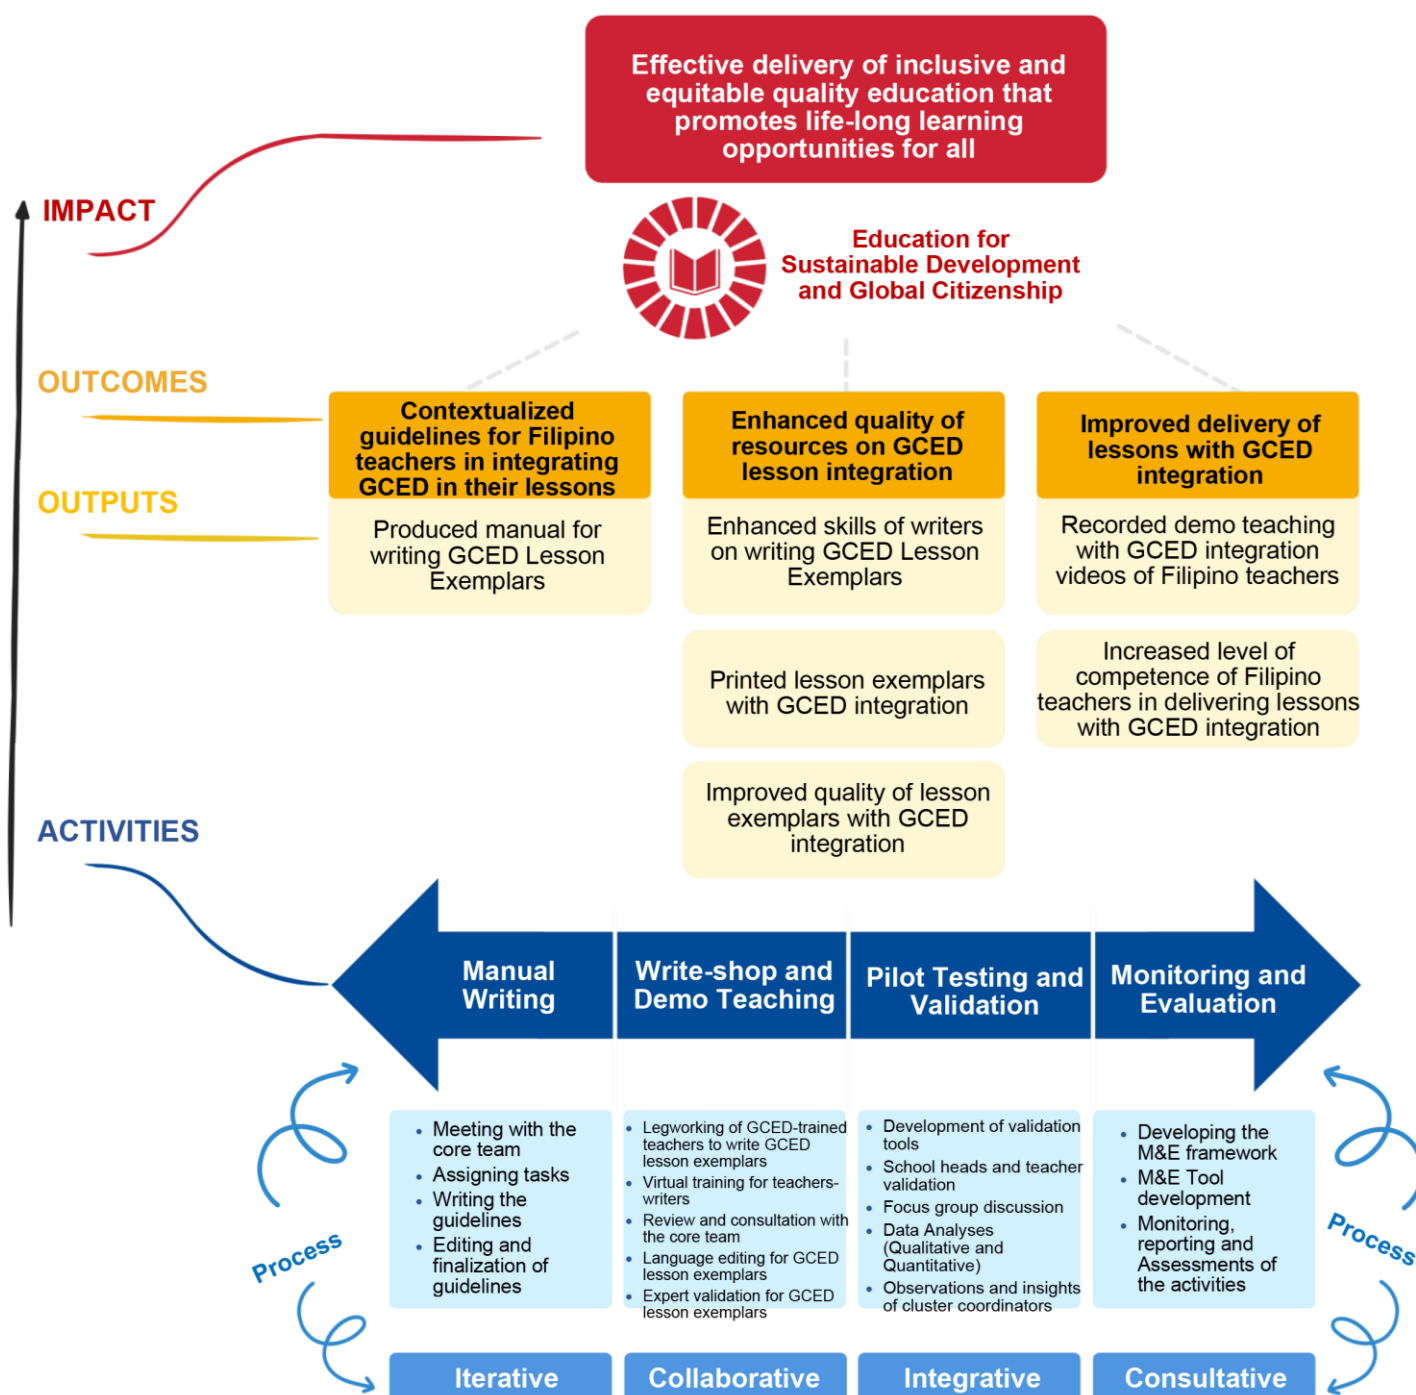 Effective delivery of inclusive and
equitable quality education that
promotes life-long learning
opportunities for all
IMPACT
Education for
Sustainable Development
and Global Citizenship
OUTCOMES
Contextualized
guidelines for Filipino
teachers in integrating
GCED in their lessons
Enhanced quality of
resources on GCED
lesson integration
Improved delivery of
lessons with GCED
integration
OUTPUTS
Produced manual for
writing GCED Lesson
Exemplars
Enhanced skills of writers
on writing GCED Lesson
Exemplars
Recorded demo teaching
with GCED integration
videos of Filipino teachers
Printed lesson exemplars
with GCED integration
Increased level of
competence of Filipino
teachers in delivering lessons
with GCED integration
Improved quality of lesson
exemplars with GCED
integration
ACTIVITIES
Manual
Writing
Write-shop and
Demo Teaching
Pilot Testing and
Validation
Monitoring and
Evaluation
Process
• Meeting with the
core team
• Assigning tasks
• Writing the
guidelines
• Editing and
finalization of
guidelines
• Legworking of GCED-trained
teachers to write GCED
lesson exemplars
• Virtual training for teachers-
writers
• Review and consultation with
the core team
• Language editing for GCED
lesson exemplars
• Expert validation for GCED
lesson exemplars
• Development of validation
tools
• School heads and teacher
validation
• Focus group discussion
• Data Analyses
(Qualitative and
Quantitative)
• Observations and insights
of cluster coordinators
• Developing the
M&E framework
• M&E Tool
development
• Monitoring,
reporting and
Assessments of
the activities
Process
Iterative
Collaborative
Integrative
Consultative